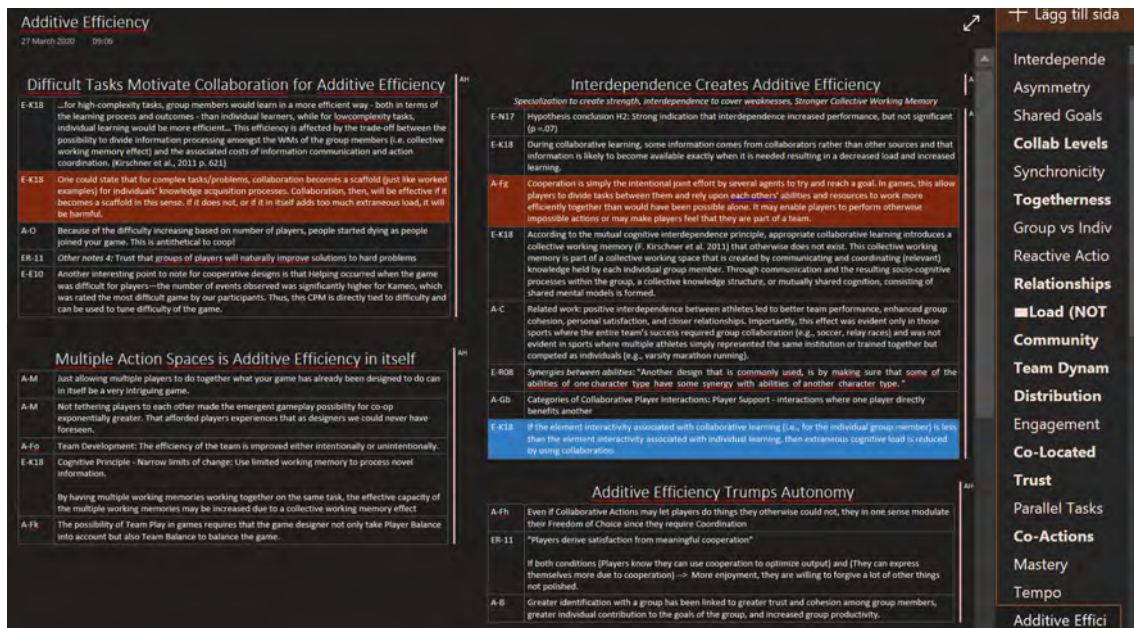 Additive Efficiency
27 March 2020 09:06
Difficult Tasks Motivate Collaboration for Additive Efficiency
AH
E-K18 ...for high-complexity tasks, group members would learn in a more efficient way - both in terms of
the learning process and outcomes - than individual learners, while for lowcomplexity tasks,
individual learning would be more efficient... This efficiency is affected by the trade-off between the
possibility to divide information processing amongst the WMs of the group members (i.e. collective
working memory effect) and the associated costs of information communication and action
coordination. (Kirschner et al., 2011 p. 621)
E-K18 One could state that for complex tasks/problems, collaboration becomes a scaffold (just like worked
examples) for individuals' knowledge acquisition processes. Collaboration, then, will be effective if it
becomes a scaffold in this sense. If it does not, or if it in itself adds too much extraneous load, it will
be harmful.
A-O Because of the difficulty increasing based on number of players, people started dying as people
joined your game. This is antithetical to coop!
ER-11 Other notes 4: Trust that groups of players will naturally improve solutions to hard problems
E-E10 Another interesting point to note for cooperative designs is that Helping occurred when the game
was difficult for players—the number of events observed was significantly higher for Kameo, which
was rated the most difficult game by our participants. Thus, this CPM is directly tied to difficulty and
can be used to tune difficulty of the game.
Multiple Action Spaces is Additive Efficiency in itself
AH
A-M Just allowing multiple players to do together what your game has already been designed to do can
in itself be a very intriguing game.
A-M Not tethering players to each other made the emergent gameplay possibility for co-op
exponentially greater. That afforded players experiences that as designers we could never have
foreseen.
A-Fo Team Development: The efficiency of the team is improved either intentionally or unintentionally.
E-K18 Cognitive Principle - Narrow limits of change: Use limited working memory to process novel
information.
By having multiple working memories working together on the same task, the effective capacity of
the multiple working memories may be increased due to a collective working memory effect
A-Fk The possibility of Team Play in games requires that the game designer not only take Player Balance
into account but also Team Balance to balance the game.
Interdependence Creates Additive Efficiency
A
Specialization to create strength, interdependence to cover weaknesses, Stronger Collective Working Memory
A
E-N17 Hypothesis conclusion H2: Strong indication that interdependence increased performance, but not significant
(p =.07)
E-K18 During collaborative learning, some information comes from collaborators rather than other sources and that
information is likely to become available exactly when it is needed resulting in a decreased load and increased
learning.
A-Fg Cooperation is simply the intentional joint effort by several agents to try and reach a goal. In games, this allow
players to divide tasks between them and rely upon each others' abilities and resources to work more
efficiently together than would have been possible alone. It may enable players to perform otherwise
impossible actions or may make players feel that they are part of a team.
E-K18 According to the mutual cognitive interdependence principle, appropriate collaborative learning introduces a
collective working memory (F. Kirschner et al. 2011) that otherwise does not exist. This collective working
memory is part of a collective working space that is created by communicating and coordinating (relevant)
knowledge held by each individual group member. Through communication and the resulting socio-cognitive
processes within the group, a collective knowledge structure, or mutually shared cognition, consisting of
shared mental models is formed.
A-C Related work: positive interdependence between athletes led to better team performance, enhanced group
cohesion, personal satisfaction, and closer relationships. Importantly, this effect was evident only in those
sports where the entire team's success required group collaboration (e.g., soccer, relay races) and was not
evident in sports where multiple athletes simply represented the same institution or trained together but
competed as individuals (e.g., varsity marathon running).
E-R08 Synergies between abilities: "Another design that is commonly used, is by making sure that some of the
abilities of one character type have some synergy with abilities of another character type. "
A-Gb Categories of Collaborative Player Interactions: Player Support - interactions where one player directly
benefits another
E-K18 If the element interactivity associated with collaborative learning (i.e., for the individual group member) is less
than the element interactivity associated with individual learning, then extraneous cognitive load is reduced
by using collaboration.
Additive Efficiency Trumps Autonomy
AH
A-Fh Even if Collaborative Actions may let players do things they otherwise could not, they in one sense modulate
their Freedom of Choice since they require Coordination
ER-11 "Players derive satisfaction from meaningful cooperation"
If both conditions (Players know they can use cooperation to optimize output) and (They can express
themselves more due to cooperation) --> More enjoyment, they are willing to forgive a lot of other things
not polished.
A-B Greater identification with a group has been linked to greater trust and cohesion among group members,
greater individual contribution to the goals of the group, and increased group productivity.
+ Lägg till sida
Interdepende
Asymmetry
Shared Goals
Collab Levels
Synchronicity
Togetherness
Group vs Indiv
Reactive Actio
Relationships
Load (NOT
Community
Team Dynam
Distribution
Engagement
Co-Located
Trust
Parallel Tasks
Co-Actions
Mastery
Tempo
Additive Effici